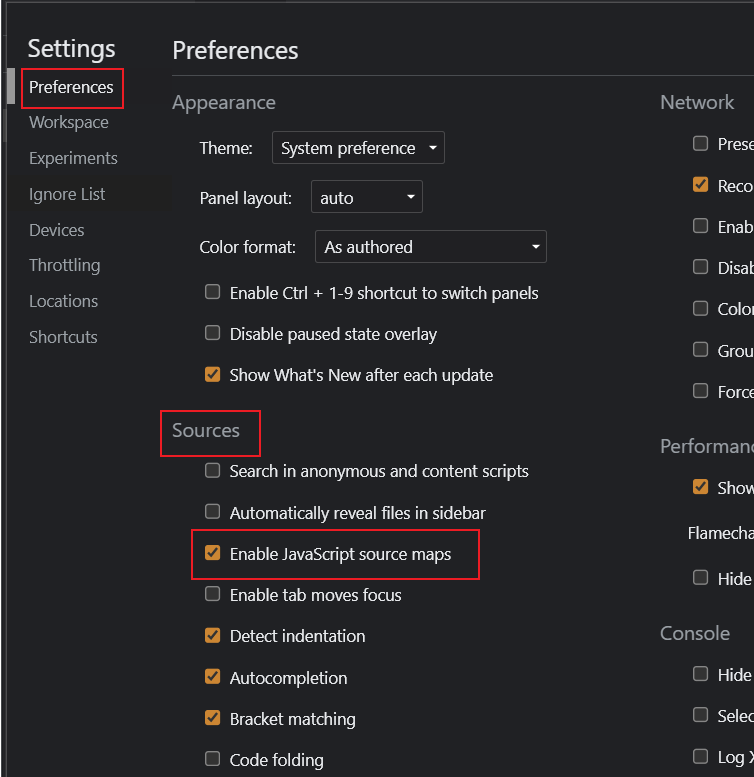 Settings
Preferences
Workspace
Experiments
Ignore List
Devices
Throttling
Locations
Shortcuts
Preferences
Appearance
Theme: System preference
Panel layout: auto
Color format: As authored
Enable Ctrl + 1-9 shortcut to switch panels
Disable paused state overlay
Show What's New after each update
Sources
Search in anonymous and content scripts
Automatically reveal files in sidebar
Enable JavaScript source maps
Enable tab moves focus
Detect indentation
Autocompletion
Bracket matching
Code folding
Network
Prese
Reco
Enab
Disab
Color
Grou
Force
Performanc
Show
Flamecha
Hide
Console
Hide
Selec
Log X